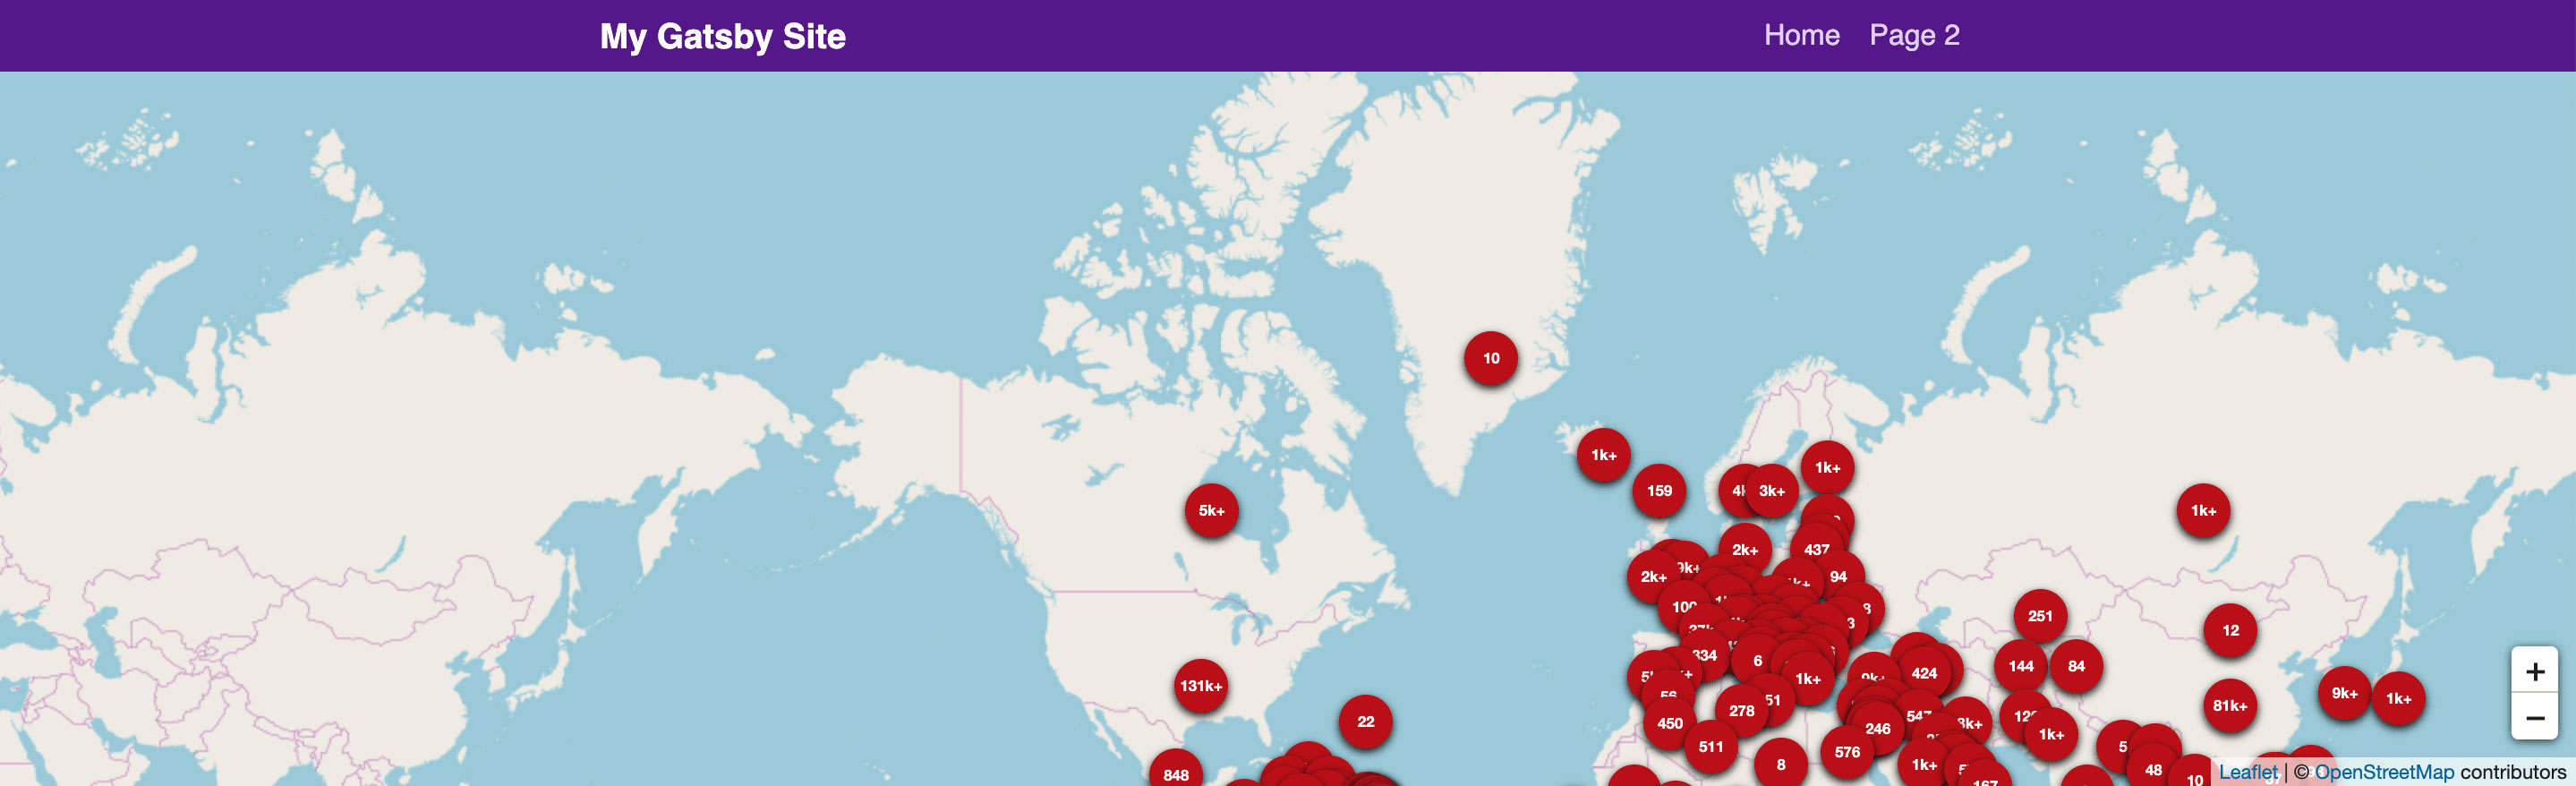 My Gatsby Site
Home Page 2
10
1k+
159
3k+
1k+
5k+
1k+
2k+
437
2k+
94
100
251
12
334
6
144
84
424
1k+
131k+
9k+
1k+
278
81k+
22
450
246
511
576
1k+
8
1k+
848
48
10
+
−
Leaflet | © OpenStreetMap contributors